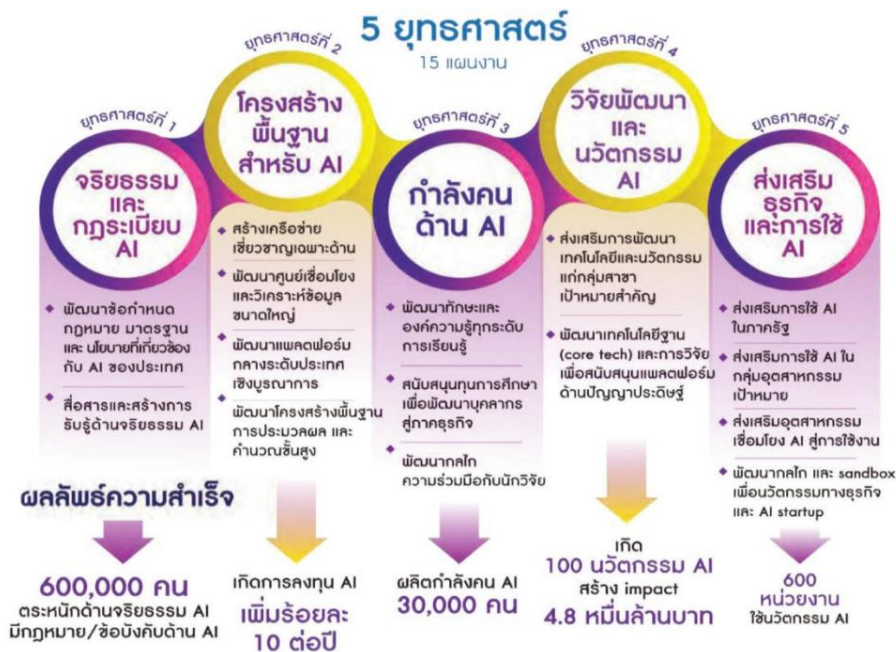 5 ยุทธศาสตร์
15 แผนงาน
ยุทธศาสตร์ที่ 1
จริยธรรม
และ
กฎระเบียบ
AI
◆ พัฒนาข้อกำหนด
กฎหมาย มาตรฐาน
และ นโยบายที่เกี่ยวข้อง
กับ AI ของประเทศ
◆ สื่อสารและสร้างการ
รับรู้ด้านจริยธรรม AI
ยุทธศาสตร์ที่ 2
โครงสร้าง
พื้นฐาน
สำหรับ AI
◆ สร้างเครือข่าย
เชี่ยวชาญเฉพาะด้าน
◆ พัฒนาศูนย์เชื่อมโยง
และวิเคราะห์ข้อมูล
ขนาดใหญ่
◆ พัฒนาแพลตฟอร์ม
กลางระดับประเทศ
เชิงบูรณาการ
◆ พัฒนาโครงสร้างพื้นฐาน
การประมวลผล และ
คำนวณขั้นสูง
ยุทธศาสตร์ที่ 3
กำลังคน
ด้าน AI
◆ พัฒนาทักษะและ
องค์ความรู้ทุกระดับ
การเรียนรู้
◆ สนับสนุนทุนการศึกษา
เพื่อพัฒนาบุคลากร
สู่ภาคธุรกิจ
◆ พัฒนากลไก
ความร่วมมือกับนักวิจัย
ยุทธศาสตร์ที่ 4
วิจัยพัฒนา
และ
นวัตกรรม
AI
◆ ส่งเสริมการพัฒนา
เทคโนโลยีและนวัตกรรม
แก่กลุ่มสาขา
เป้าหมายสำคัญ
◆ พัฒนาเทคโนโลยีฐาน
(core tech) และการวิจัย
เพื่อสนับสนุนแพลตฟอร์ม
ด้านปัญญาประดิษฐ์
ยุทธศาสตร์ที่ 5
ส่งเสริม
ธุรกิจ
และการใช้
AI
◆ ส่งเสริมการใช้ AI
ในภาครัฐ
◆ ส่งเสริมการใช้ AI ใน
กลุ่มอุตสาหกรรม
เป้าหมาย
◆ ส่งเสริมอุตสาหกรรม
เชื่อมโยง AI สู่การใช้งาน
◆ พัฒนากลไก และ sandbox
เพื่อนวัตกรรมทางธุรกิจ
และ AI startup
ผลลัพธ์ความสำเร็จ
600,000 คน
ตระหนักด้านจริยธรรม AI
มีกฎหมาย/ข้อบังคับด้าน AI
เกิดการลงทุน AI
เพิ่มร้อยละ
10 ต่อปี
ผลิตกำลังคน AI
30,000 คน
เกิด
100 นวัตกรรม AI
สร้าง impact
4.8 หมื่นล้านบาท
600
หน่วยงาน
ใช้นวัตกรรม AI